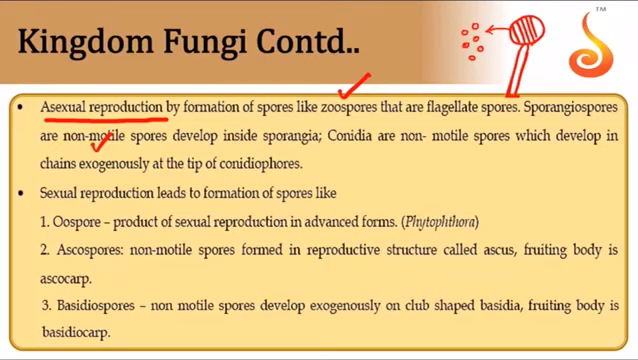 Kingdom Fungi Contd..
TM
• Asexual reproduction by formation of spores like zoospores that are flagellate spores. Sporangiospores
are non-motile spores develop inside sporangia; Conidia are non- motile spores which develop in
chains exogenously at the tip of conidiophores.
• Sexual reproduction leads to formation of spores like
1. Oospore – product of sexual reproduction in advanced forms. (Phytophthora)
2. Ascospores: non-motile spores formed in reproductive structure called ascus, fruiting body is
ascocarp.
3. Basidiospores – non motile spores develop exogenously on club shaped basidia, fruiting body is
basidiocarp.